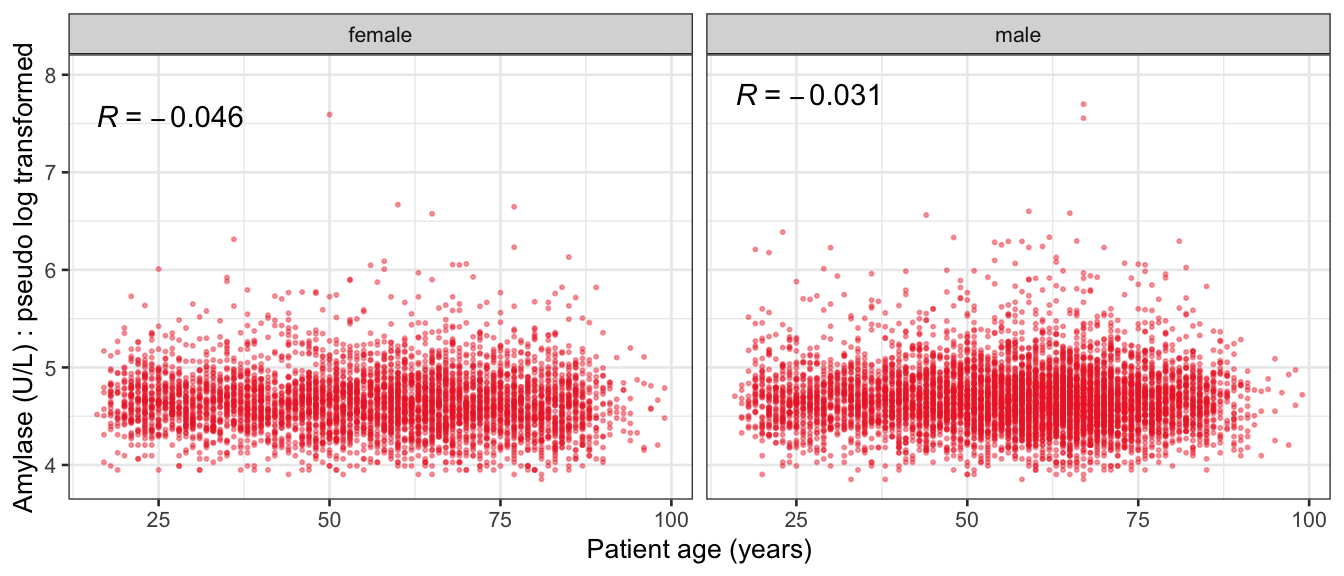 female
male
Amylase (U/L) : pseudo log transformed
8
7
6
5
4
R = −0.046
R = −0.031
25
50
75
100
25
50
75
100
Patient age (years)